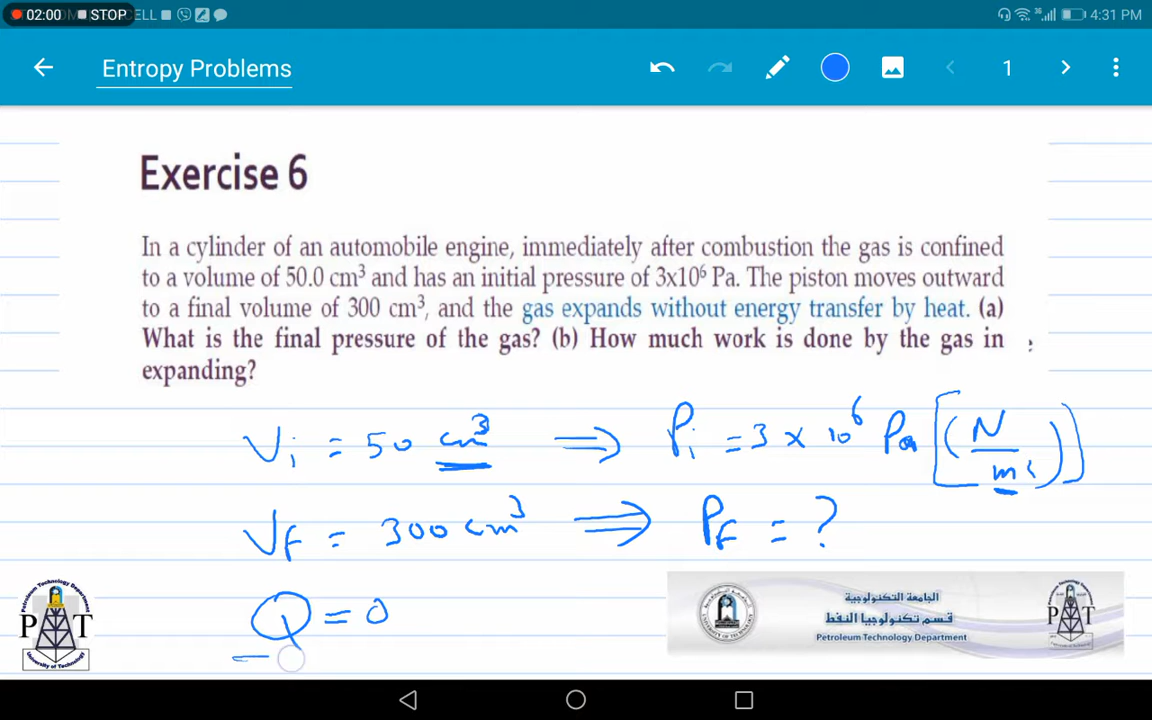 02:00 STOP ELL 4:31 PM
Entropy Problems 1
Exercise 6
In a cylinder of an automobile engine, immediately after combustion the gas is confined
to a volume of 50.0 cm³ and has an initial pressure of 3x10⁶ Pa. The piston moves outward
to a final volume of 300 cm³, and the gas expands without energy transfer by heat. (a)
What is the final pressure of the gas? (b) How much work is done by the gas in
expanding?
Vi = 50 cm³ ⟹ Pi = 3 × 10⁶ Pa [(N/m²)]
VF = 300 cm³ ⟹ PF = ?
Q = 0
P T
University of Technology
الجامعة التكنولوجية
قسم تكنولوجيا النفط
Petroleum Technology Department
P T